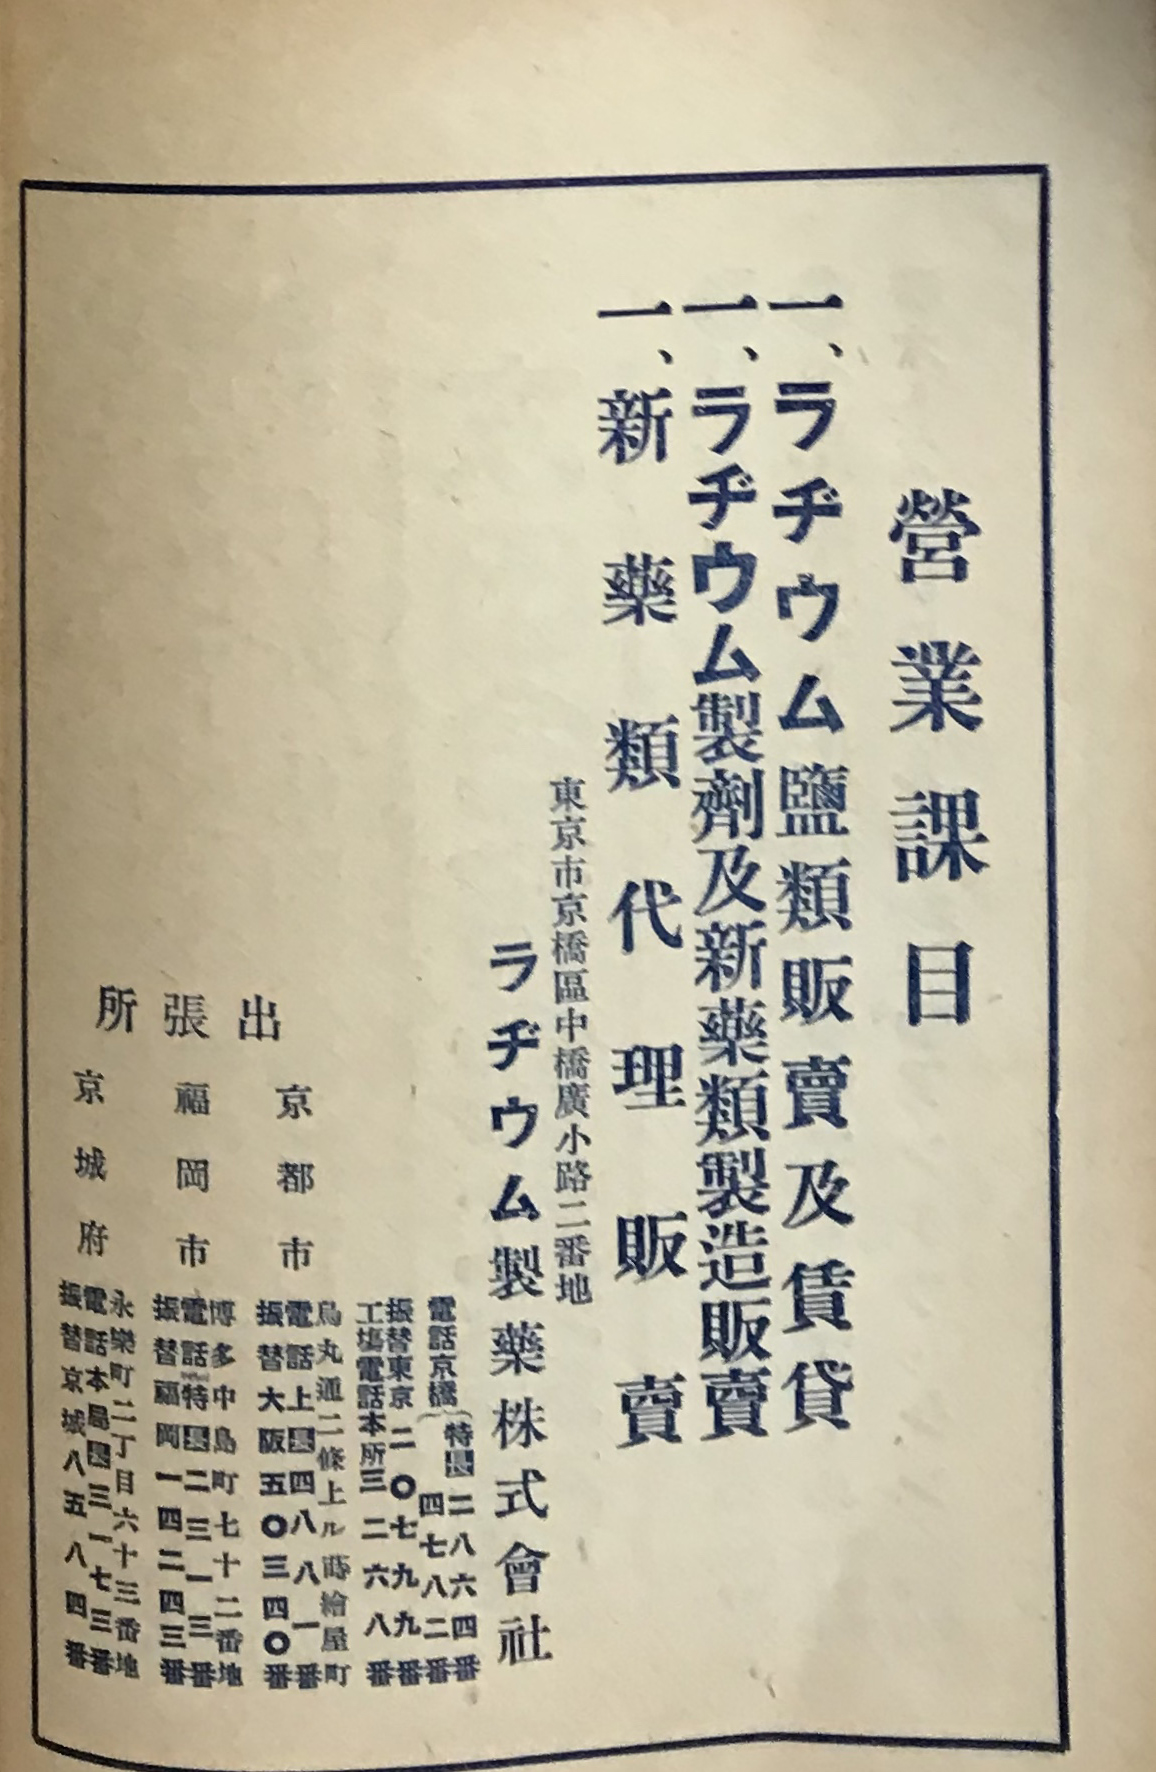 營業課目
一、ラヂウム鹽類販賣及賃貸
一、ラヂウム製劑及新藥類製造販賣
一、新藥類代理販賣
東京市京橋區中橋廣小路二番地
ラヂウム製藥株式會社
電話京橋(特長二八六四番
四七八二番
振替東京二〇七九九番
工場電話本所三二六八番
出張所
京都市
烏丸通二條上ル蒔繪屋町
電話上長四八八一番
振替大阪五〇三四〇番
福岡市
博多中島町七十二番地
電話特長二三一三番
振替福岡一四二四三番
京城府
永樂町二丁目六十三番地
電話本局長三一七三番
振替京城八五八四番